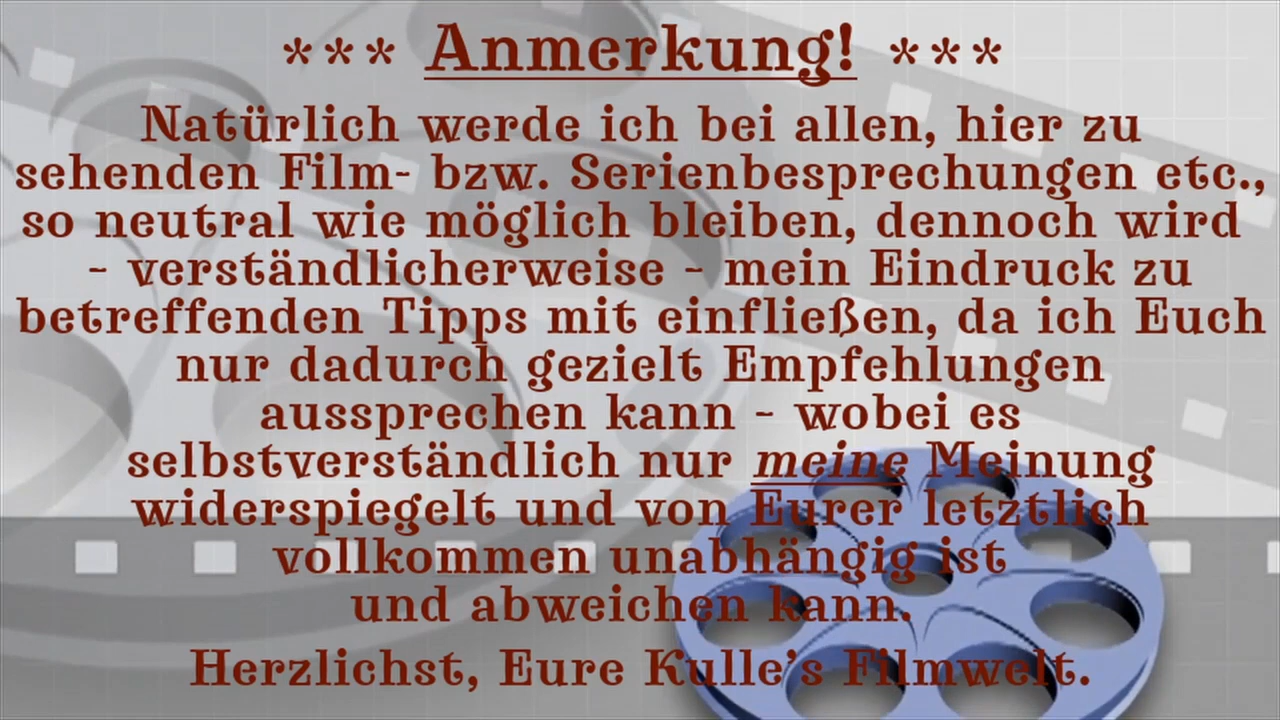 *** Anmerkung! ***
Natürlich werde ich bei allen, hier zu
sehenden Film- bzw. Serienbesprechungen etc.,
so neutral wie möglich bleiben, dennoch wird
- verständlicherweise - mein Eindruck zu
betreffenden Tipps mit einfließen, da ich Euch
nur dadurch gezielt Empfehlungen
aussprechen kann - wobei es
selbstverständlich nur meine Meinung
widerspiegelt und von Eurer letztlich
vollkommen unabhängig ist
und abweichen kann.
Herzlichst, Eure Kulle's Filmwelt.